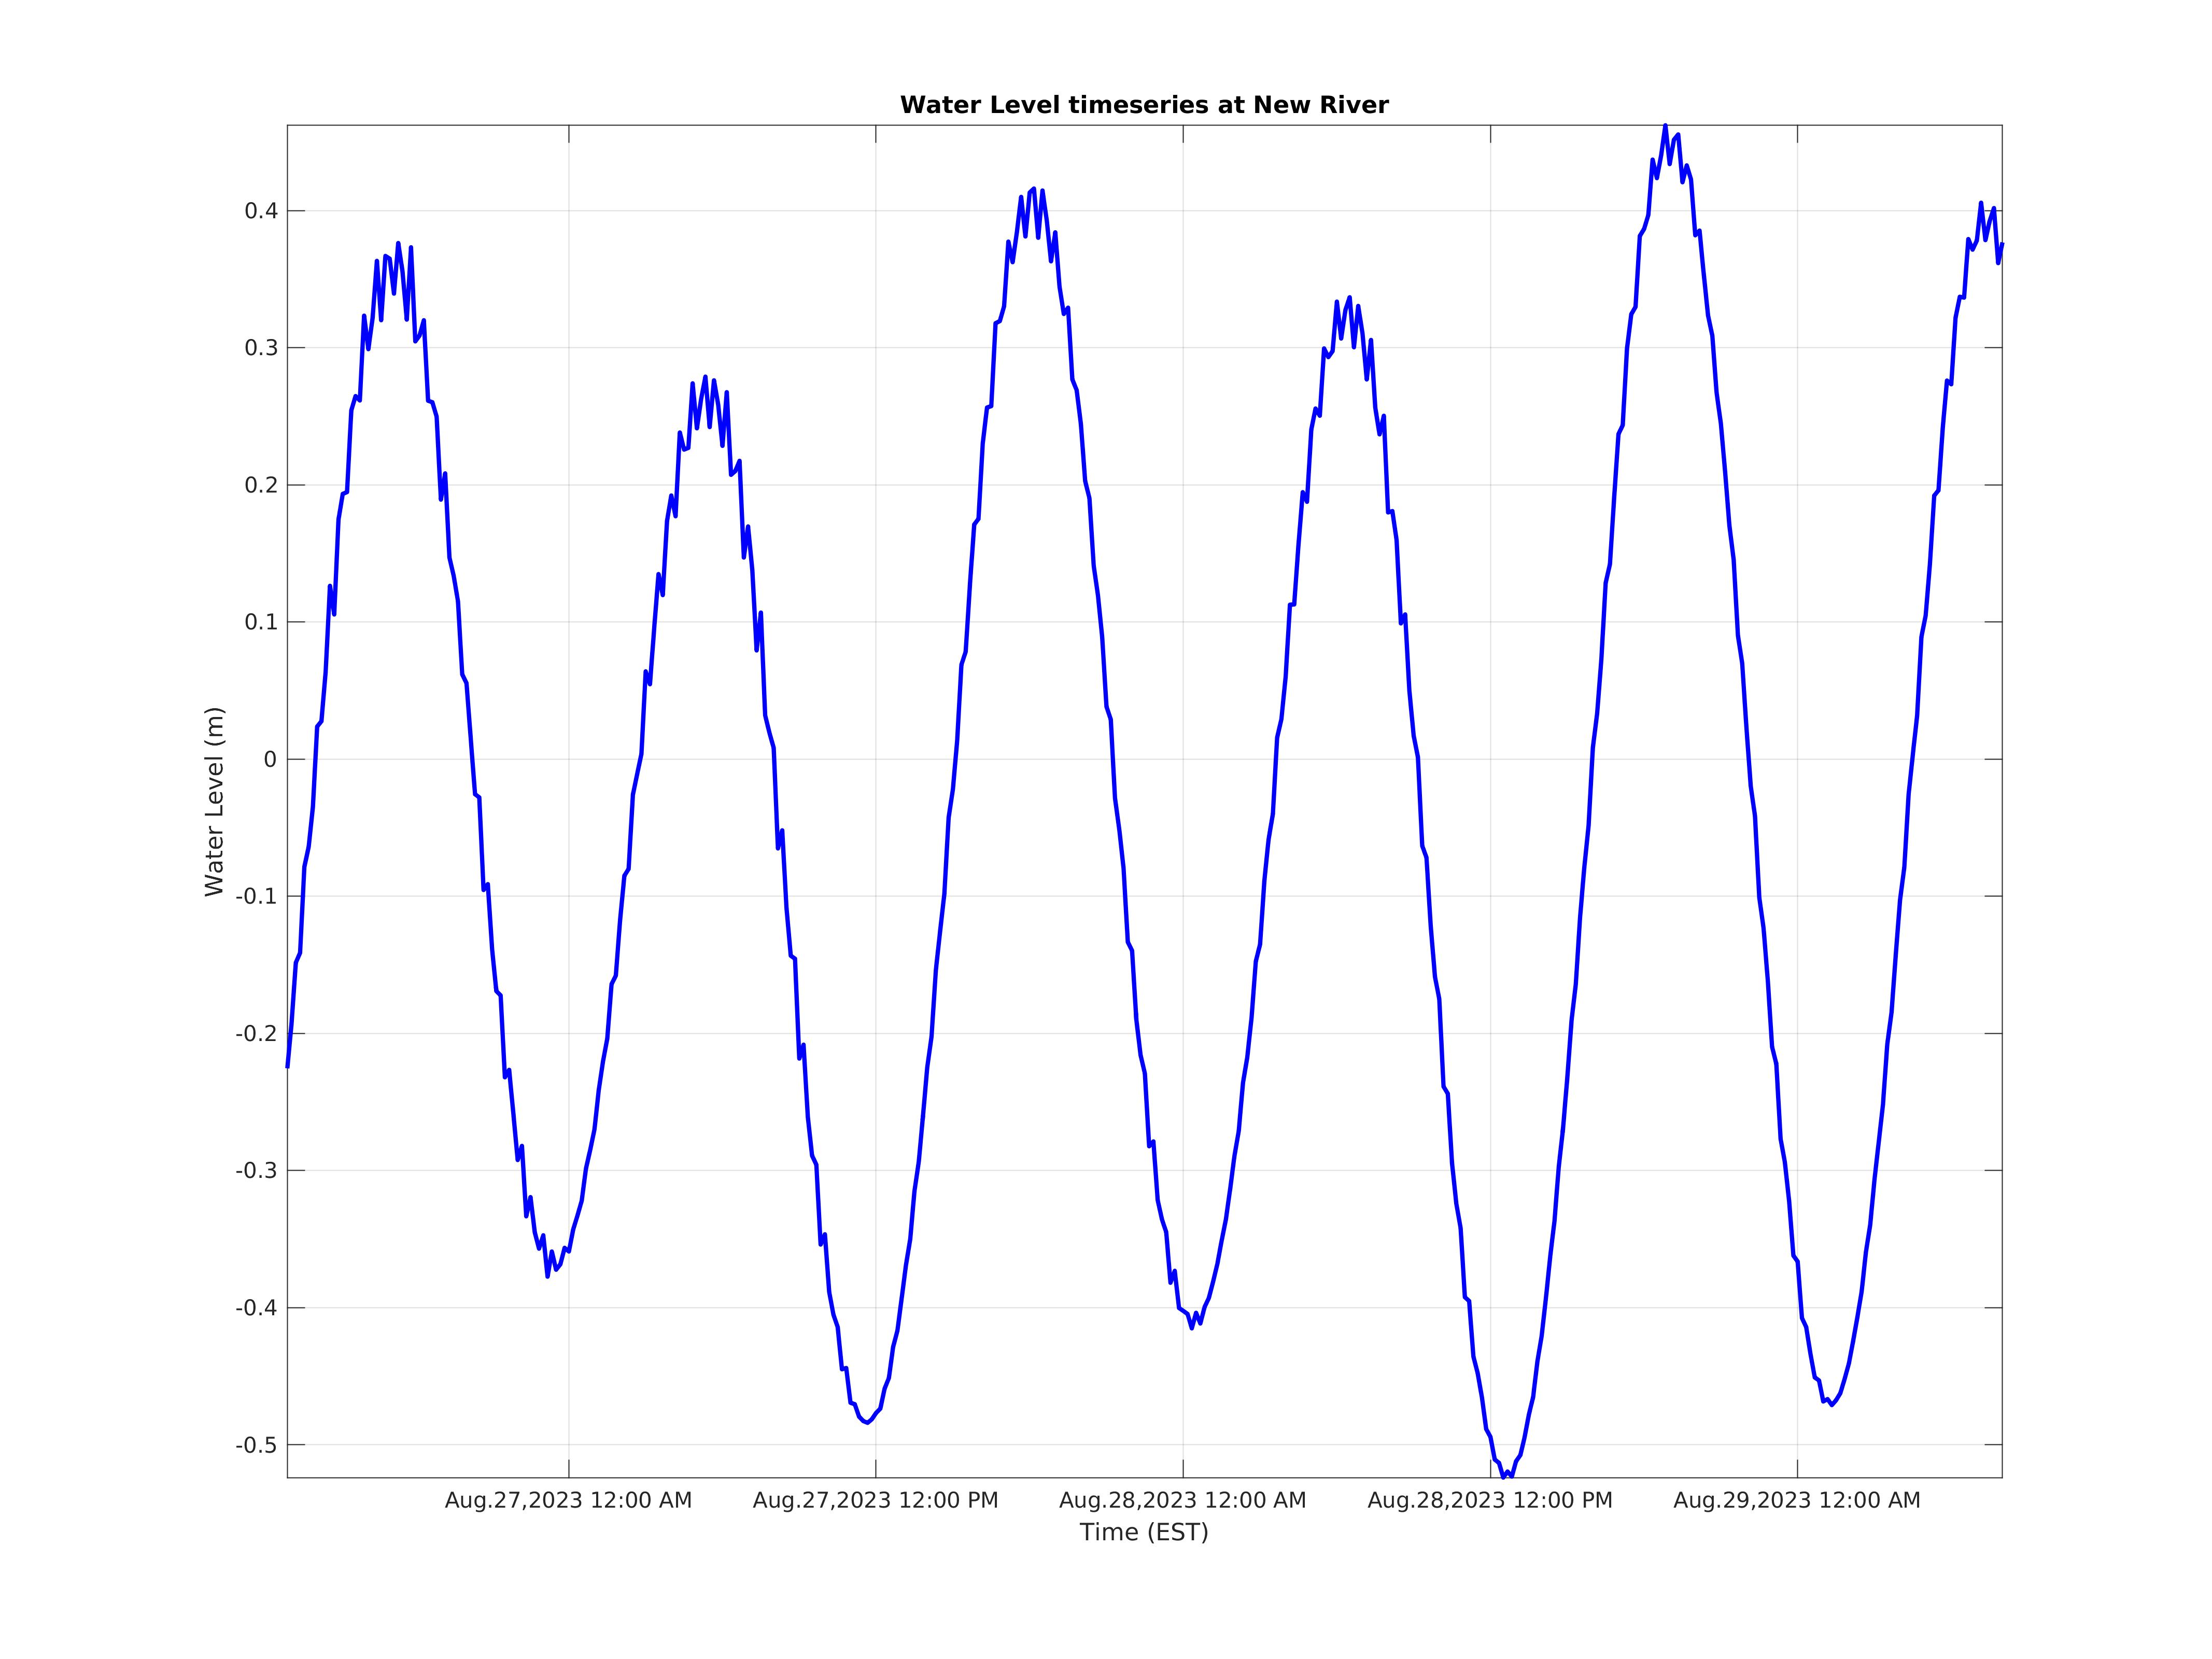 Water Level timeseries at New River
Water Level (m)
0.4
0.3
0.2
0.1
0
-0.1
-0.2
-0.3
-0.4
-0.5
Aug.27,2023 12:00 AM
Aug.27,2023 12:00 PM
Aug.28,2023 12:00 AM
Aug.28,2023 12:00 PM
Aug.29,2023 12:00 AM
Time (EST)